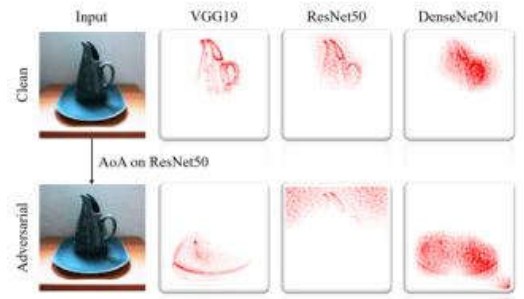 Input VGG19 ResNet50 DenseNet201
Clean
AoA on ResNet50
Adversarial